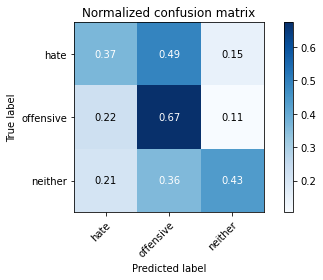 Normalized confusion matrix
True label
hate
0.37 0.49 0.15
offensive
0.22 0.67 0.11
neither
0.21 0.36 0.43
hate offensive neither
Predicted label
0.6
0.5
0.4
0.3
0.2